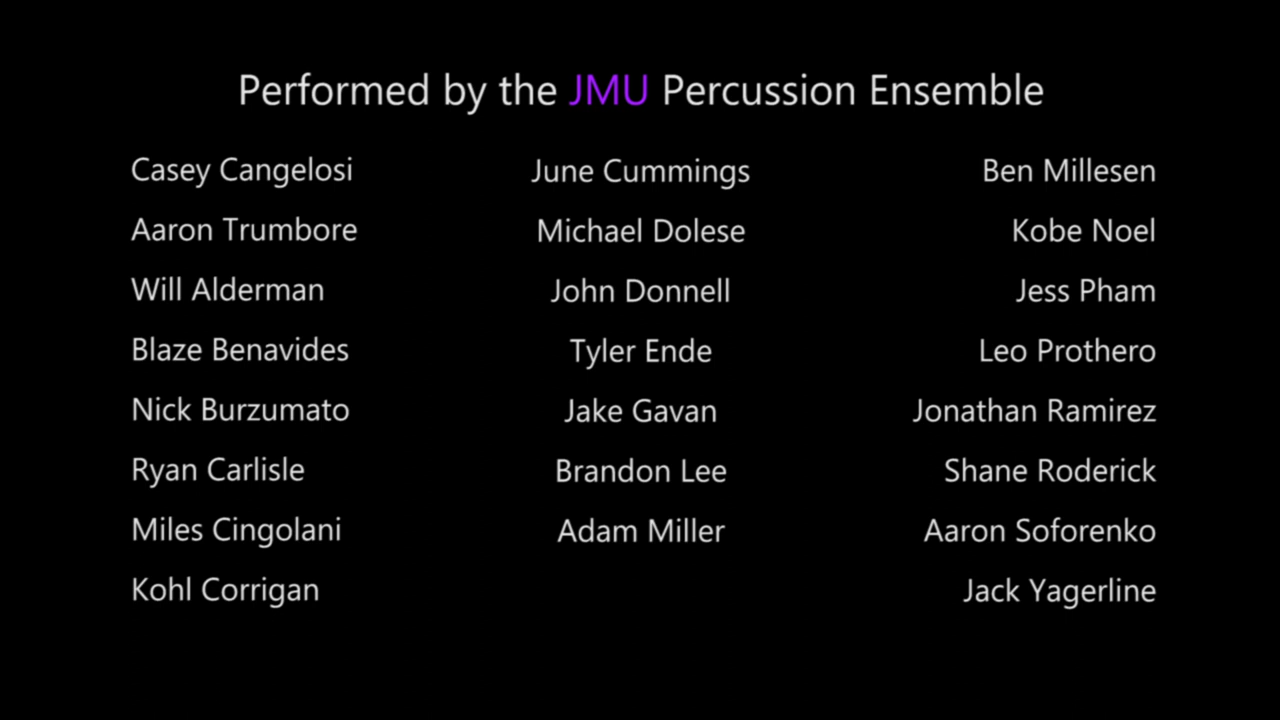 Performed by the JMU Percussion Ensemble
Casey Cangelosi
Aaron Trumbore
Will Alderman
Blaze Benavides
Nick Burzumato
Ryan Carlisle
Miles Cingolani
Kohl Corrigan
June Cummings
Michael Dolese
John Donnell
Tyler Ende
Jake Gavan
Brandon Lee
Adam Miller
Ben Millesen
Kobe Noel
Jess Pham
Leo Prothero
Jonathan Ramirez
Shane Roderick
Aaron Soforenko
Jack Yagerline